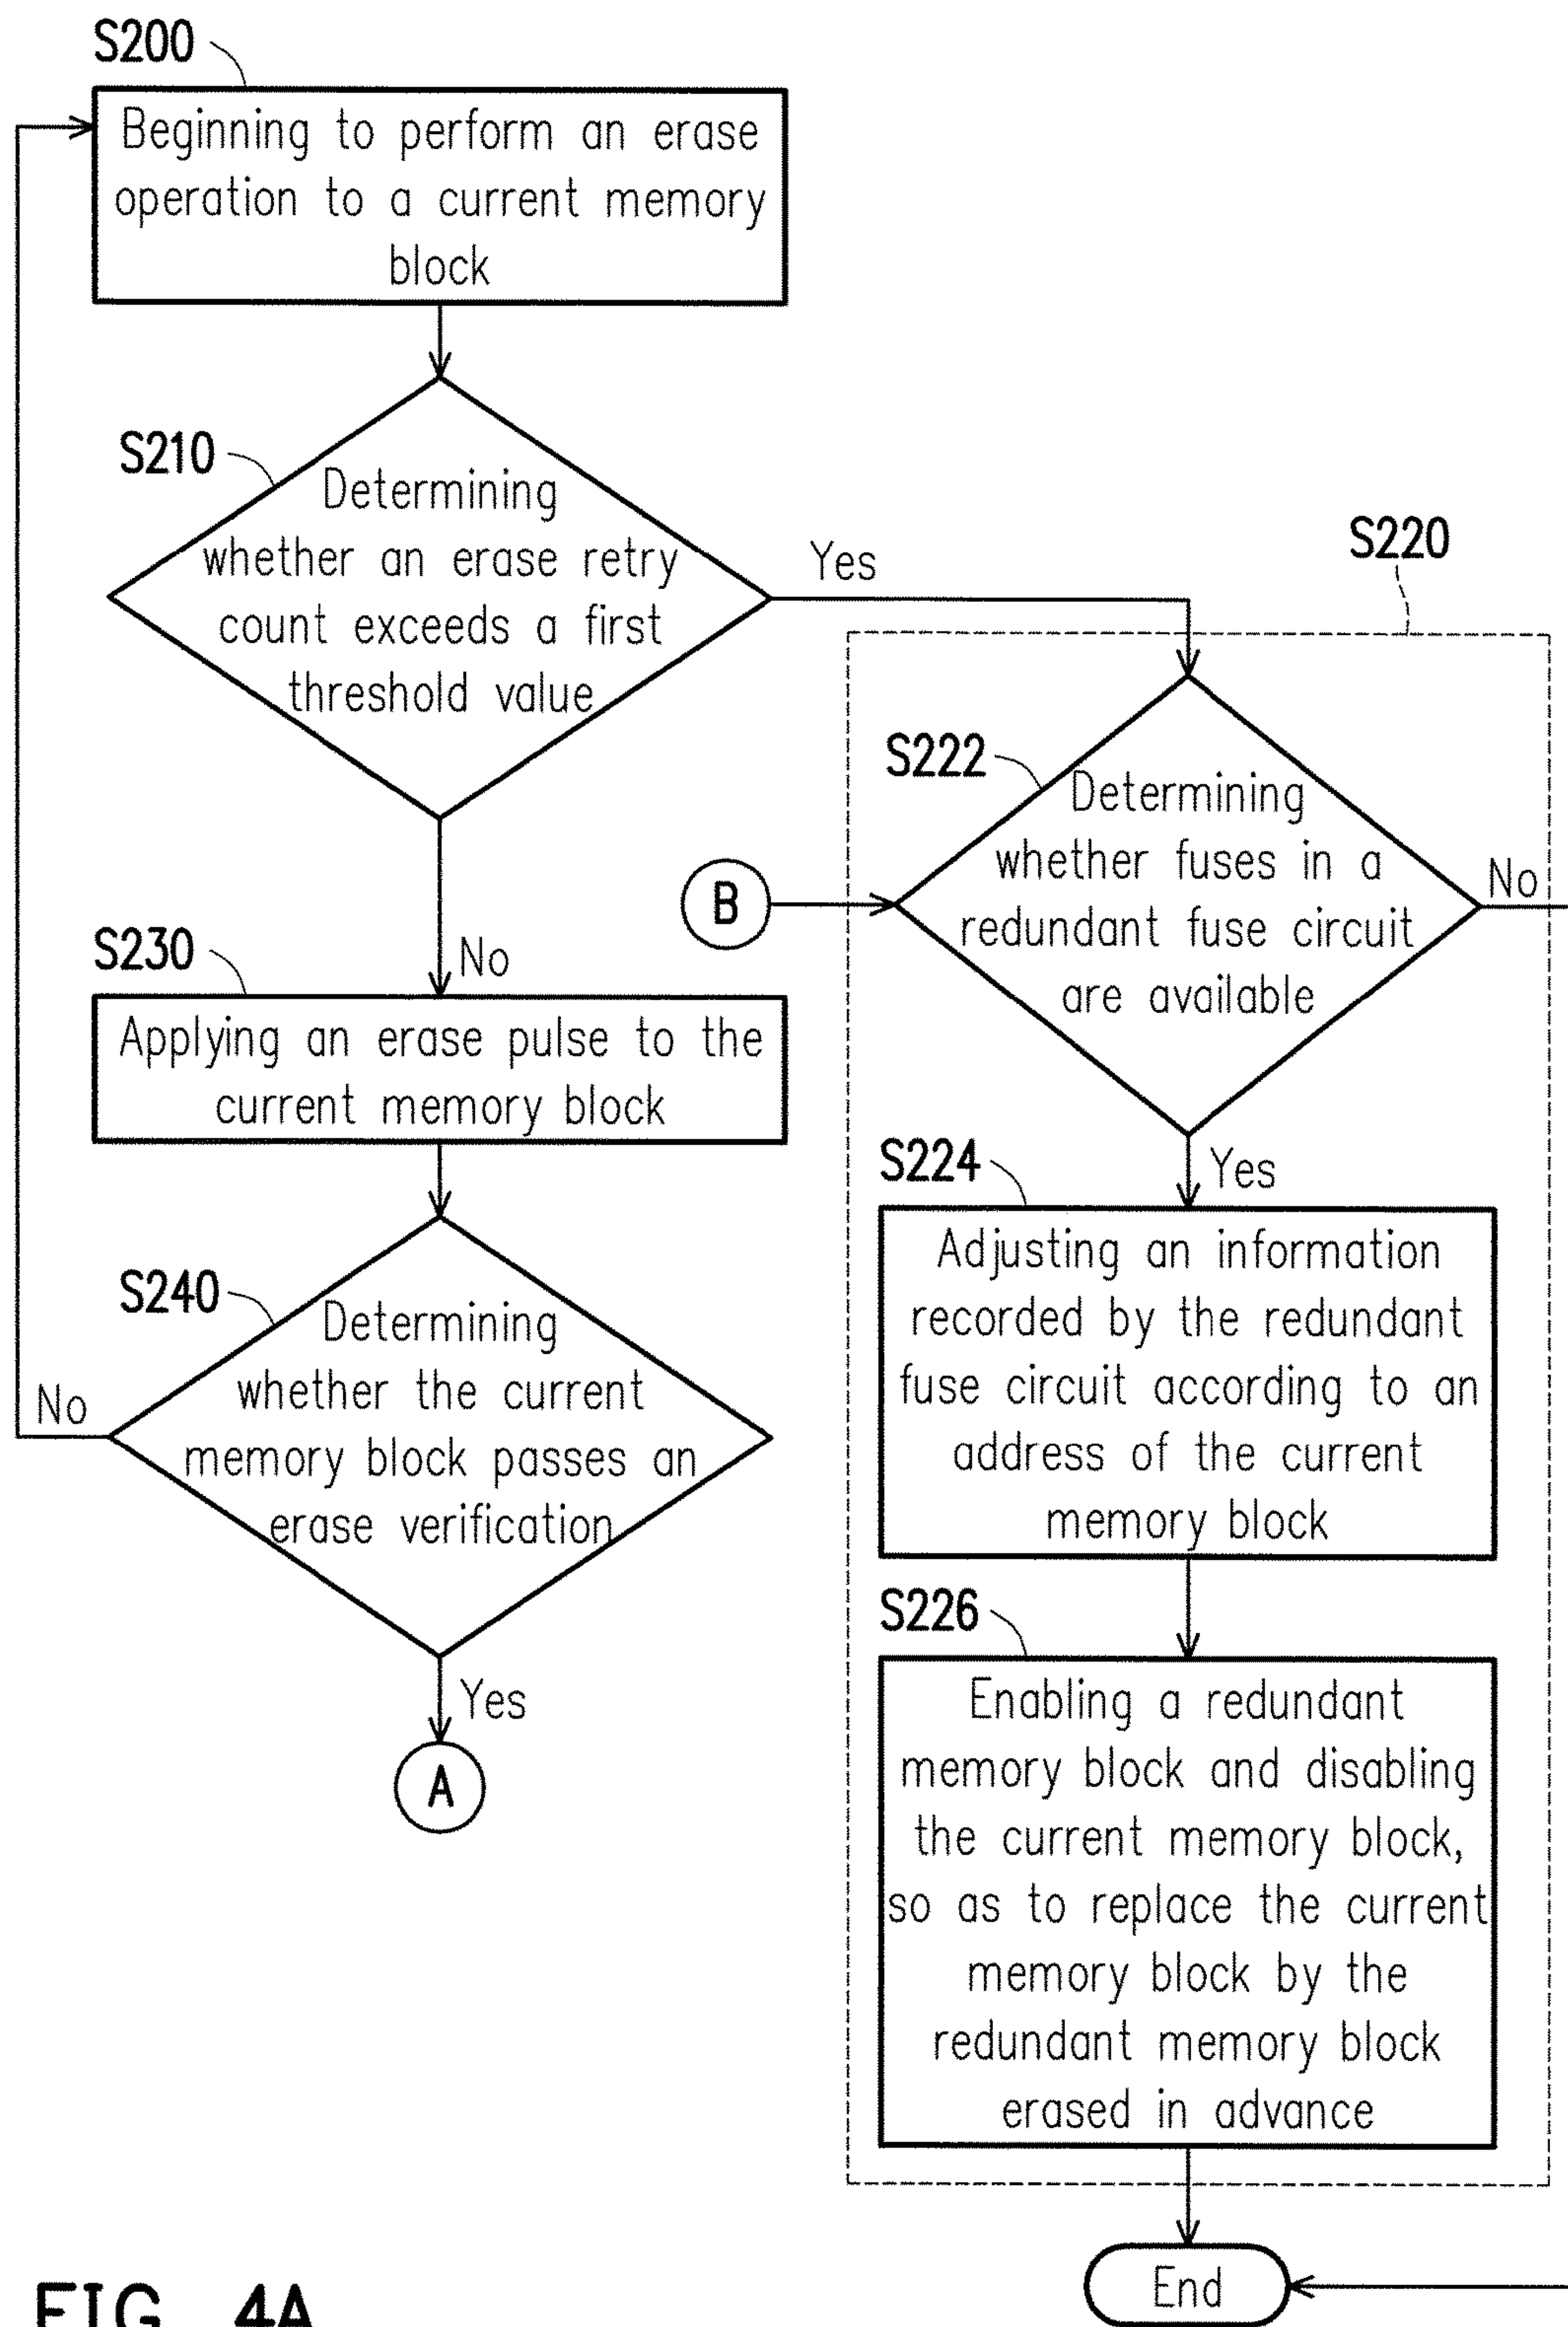 S200
Beginning to perform an erase
operation to a current memory
block
S210
Determining
whether an erase retry
count exceeds a first
threshold value
Yes
No
S220
S222
Determining
whether fuses in a
redundant fuse circuit
are available
No
B
Yes
S230
Applying an erase pulse to the
current memory block
S240
Determining
whether the current
memory block passes an
erase verification
No
Yes
A
S224
Adjusting an information
recorded by the redundant
fuse circuit according to an
address of the current
memory block
S226
Enabling a redundant
memory block and disabling
the current memory block,
so as to replace the current
memory block by the
redundant memory block
erased in advance
End
FIG. 4A